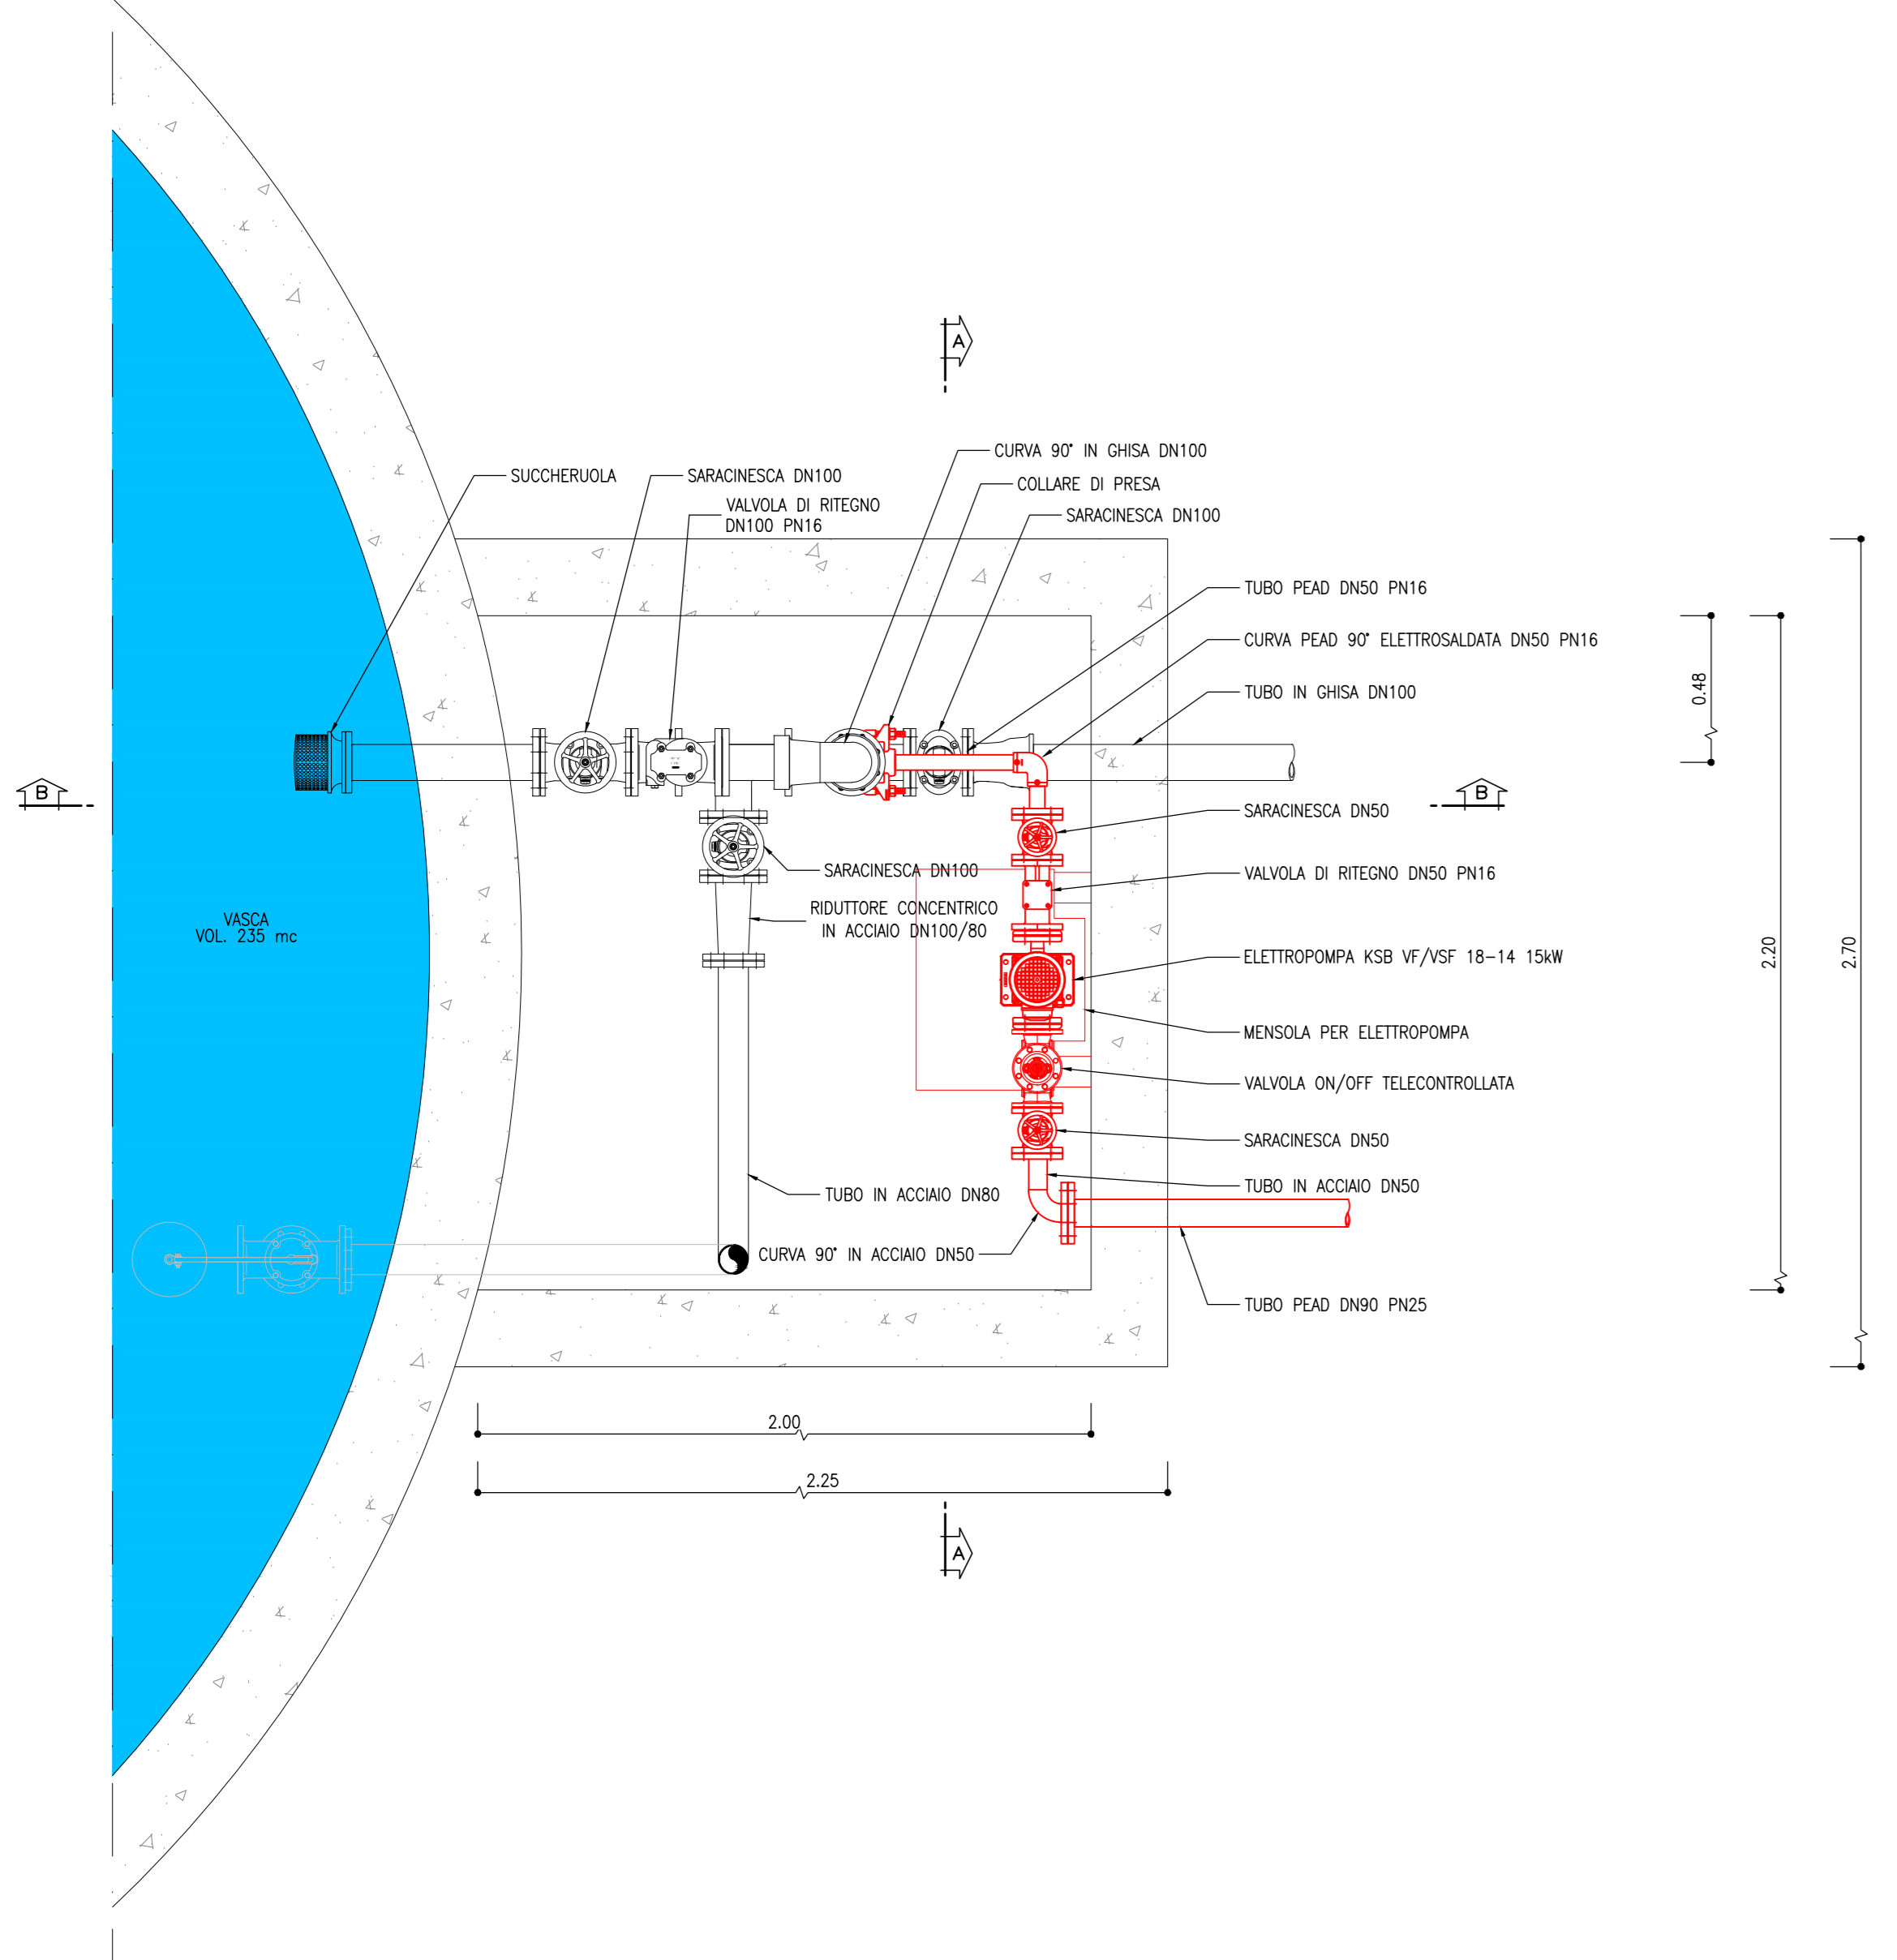 A
CURVA 90° IN GHISA DN100
SUCCHERUOLA
SARACINESCA DN100
COLLARE DI PRESA
VALVOLA DI RITEGNO
DN100 PN16
SARACINESCA DN100
TUBO PEAD DN50 PN16
CURVA PEAD 90° ELETTROSALDATA DN50 PN16
TUBO IN GHISA DN100
0.48
B
B
SARACINESCA DN50
SARACINESCA DN100
VALVOLA DI RITEGNO DN50 PN16
RIDUTTORE CONCENTRICO
IN ACCIAIO DN100/80
VASCA
VOL. 235 mc
ELETTROPOMPA KSB VF/VSF 18-14 15kW
2.20
2.70
MENSOLA PER ELETTROPOMPA
VALVOLA ON/OFF TELECONTROLLATA
SARACINESCA DN50
TUBO IN ACCIAIO DN50
TUBO IN ACCIAIO DN80
CURVA 90° IN ACCIAIO DN50
TUBO PEAD DN90 PN25
2.00
2.25
A